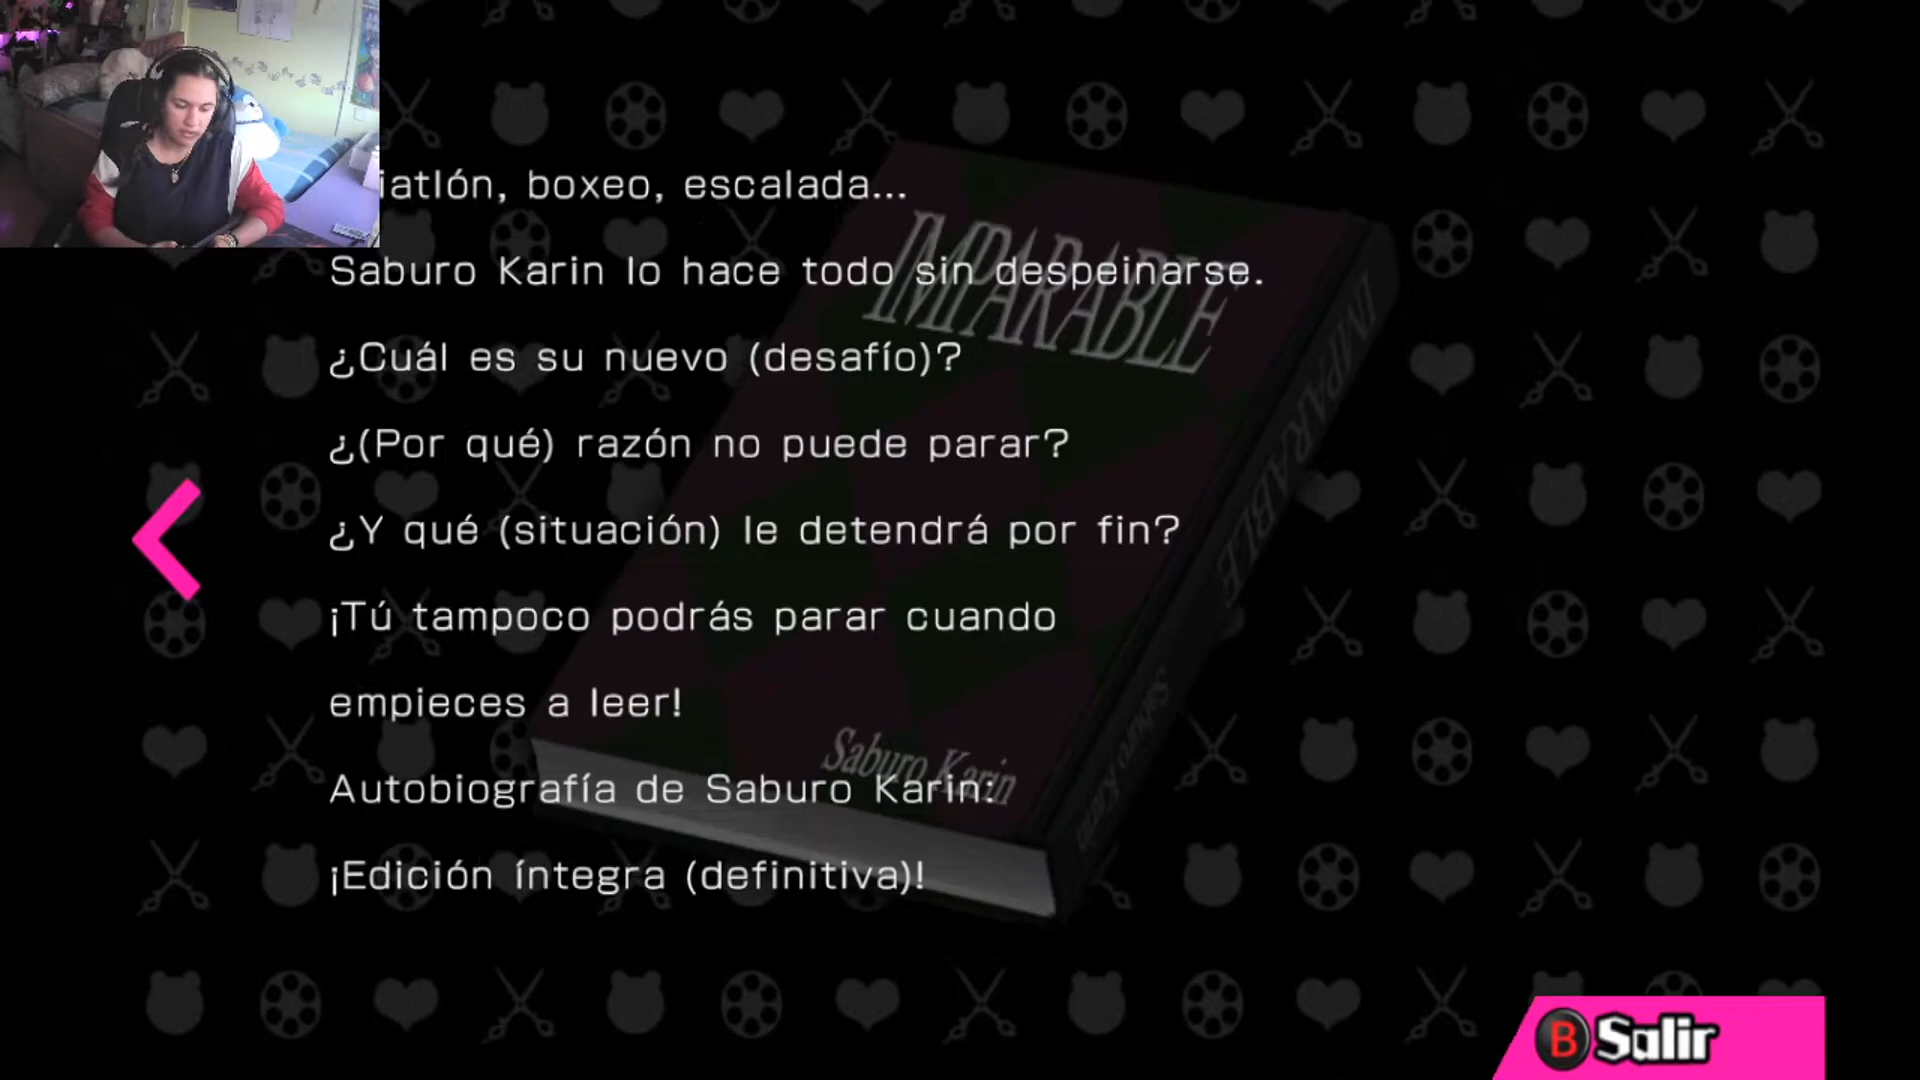 iatlón, boxeo, escalada...
Saburo Karin lo hace todo sin despeinarse.
¿Cuál es su nuevo (desafío)?
¿(Por qué) razón no puede parar?
¿Y qué (situación) le detendrá por fin?
¡Tú tampoco podrás parar cuando
empieces a leer!
Autobiografía de Saburo Karin:
¡Edición íntegra (definitiva)!
IMPARABLE
Saburo Karin
IMPARABLE
Saburo Karin
B Salir